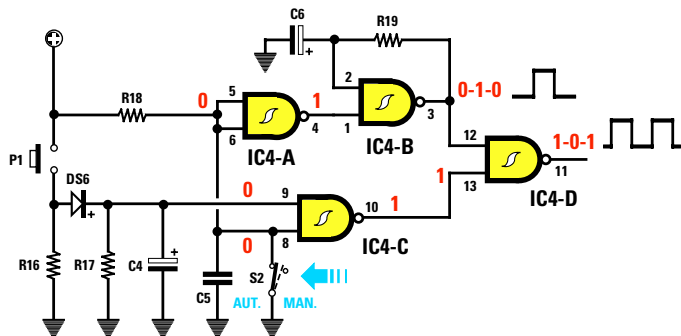 C6
R19
+
2
1
3
0-1-0
IC4-B
R18
0
5
6
1
4
IC4-A
12
13
1-0-1
11
IC4-D
1
P1
DS6
+
0
9
8
10
1
IC4-C
0
R16
R17
C4
+
C5
S2
AUT.
MAN.